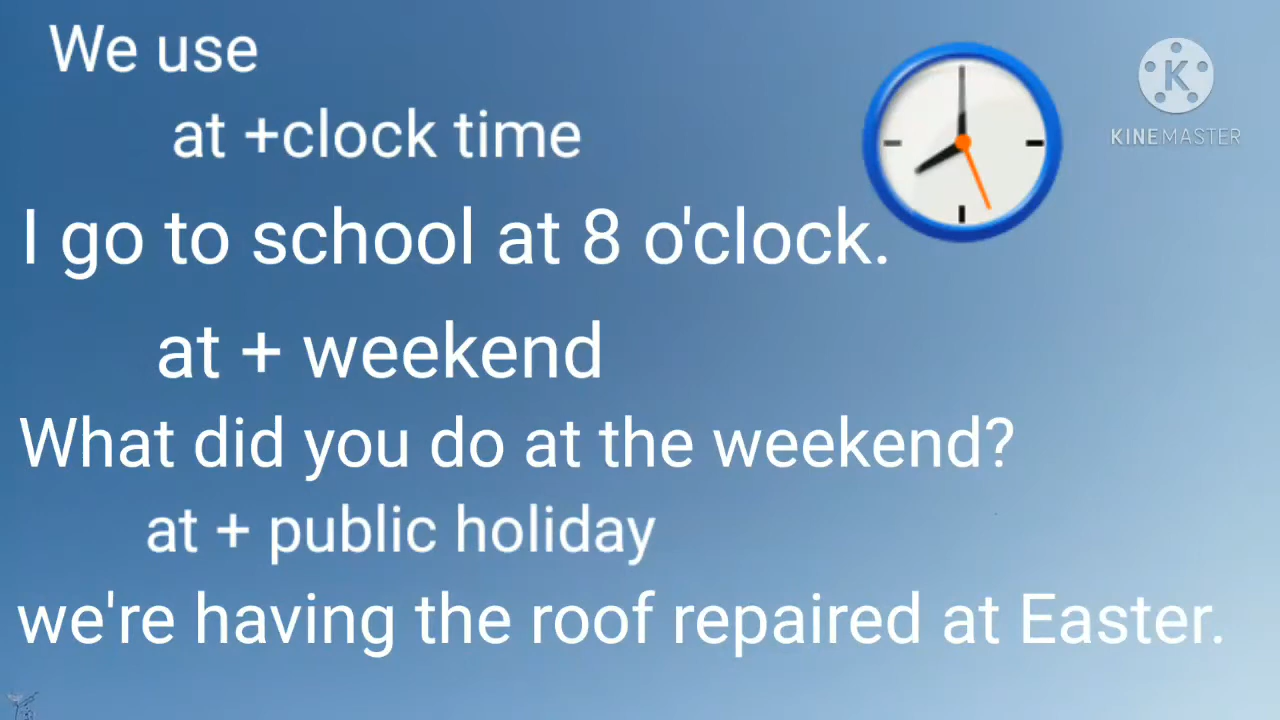 We use
at +clock time
I go to school at 8 o'clock.
at + weekend
What did you do at the weekend?
at + public holiday
we're having the roof repaired at Easter.
K
KINEMASTER